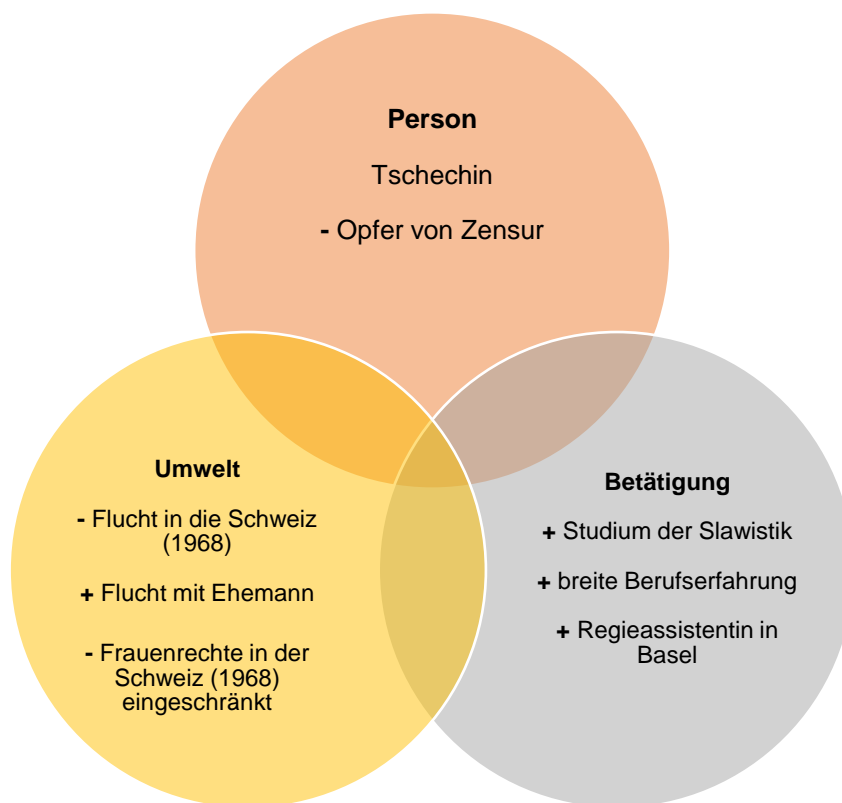 Person
Tschechin
- Opfer von Zensur
Umwelt
- Flucht in die Schweiz
(1968)
+ Flucht mit Ehemann
- Frauenrechte in der
Schweiz (1968)
eingeschränkt
Betätigung
+ Studium der Slawistik
+ breite Berufserfahrung
+ Regieassistentin in
Basel